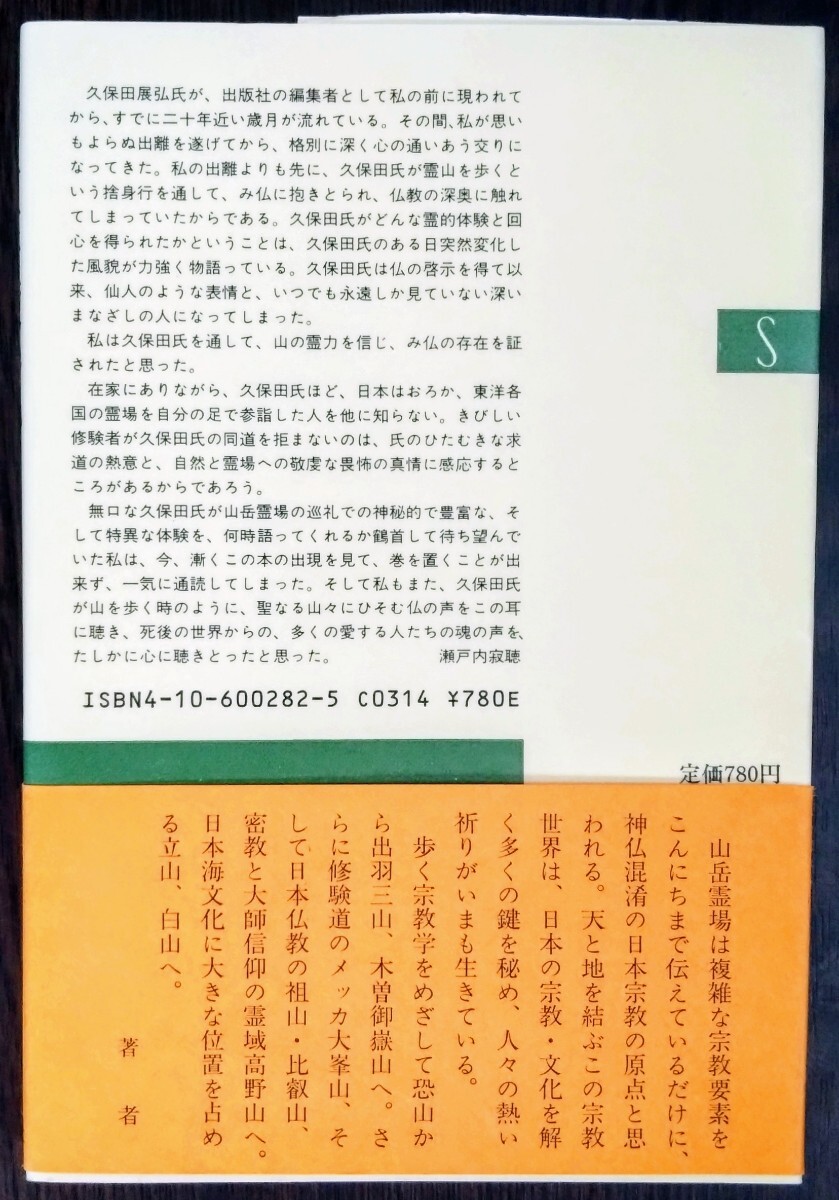 久保田展弘氏が、出版社の編集者として私の前に現われて
から、すでに二十年近い歳月が流れている。その間、私が思い
もよらぬ出離を遂げてから、格別に深く心の通いあう交りに
なってきた。私の出離よりも先に、久保田氏が霊山を歩くと
いう捨身行を通して、み仏に抱きとられ、仏教の深奥に触れ
てしまっていたからである。久保田氏がどんな霊的体験と回
心を得られたかということは、久保田氏のある日突然変化し
た風貌が力強く物語っている。久保田氏は仏の啓示を得て以
来、仙人のような表情と、いつでも永遠しか見ていない深い
まなざしの人になってしまった。
私は久保田氏を通して、山の霊力を信じ、み仏の存在を証
されたと思った。
在家にありながら、久保田氏ほど、日本はおろか、東洋各
国の霊場を自分の足で参詣した人を他に知らない。きびしい
修験者が久保田氏の同道を拒まないのは、氏のひたむきな求
道の熱意と、自然と霊場への敬虔な畏怖の真情に感応すると
ころがあるからであろう。
無口な久保田氏が山岳霊場の巡礼での神秘的で豊富な、そ
して特異な体験を、何時語ってくれるか鶴首して待ち望んで
いた私は、今、漸くこの本の出現を見て、巻を置くことが出
来ず、一気に通読してしまった。そして私もまた、久保田氏
が山を歩く時のように、聖なる山々にひそむ仏の声をこの耳
に聴き、死後の世界からの、多くの愛する人たちの魂の声を、
たしかに心に聴きとったと思った。 瀬戸内寂聴
ISBN4-10-600282-5 C0314 ¥780E
S
定価780円
山岳霊場は複雑な宗教要素を
こんにちまで伝えているだけに、
神仏混淆の日本宗教の原点と思
われる。天と地を結ぶこの宗教
世界は、日本の宗教・文化を解
く多くの鍵を秘め、人々の熱い
祈りがいまも生きている。
歩く宗教学をめざして恐山か
ら出羽三山、木曽御嶽山へ。さ
らに修験道のメッカ大峯山、そ
して日本仏教の祖山・比叡山、
密教と大師信仰の霊域高野山へ。
日本海文化に大きな位置を占め
る立山、白山へ。
著者